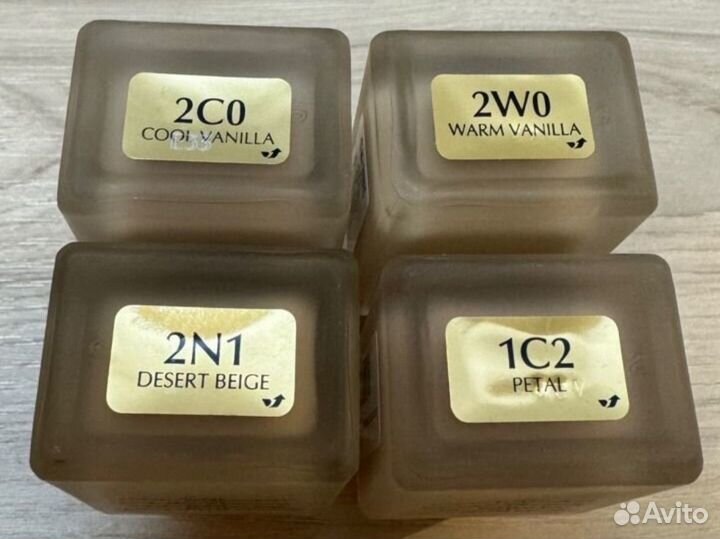 2C0
COOL VANILLA
2W0
WARM VANILLA
2N1
DESERT BEIGE
1C2
PETAL
Avito